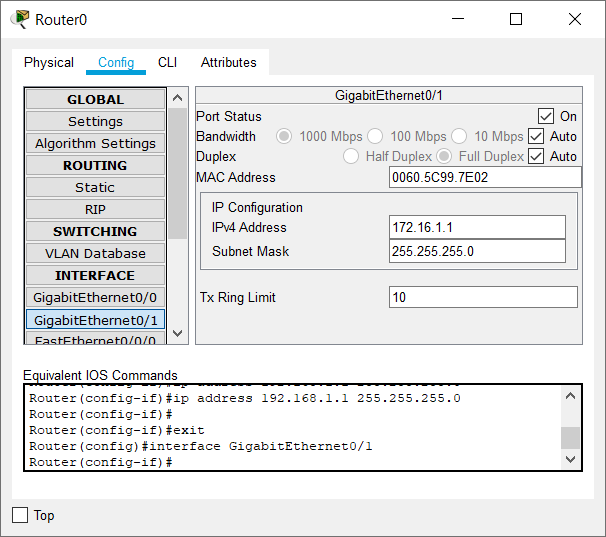 Router0
Physical Config CLI Attributes
GLOBAL
Settings
Algorithm Settings
ROUTING
Static
RIP
SWITCHING
VLAN Database
INTERFACE
GigabitEthernet0/0
GigabitEthernet0/1
FastEthernet0/0/0
GigabitEthernet0/1
Port Status On
Bandwidth 1000 Mbps 100 Mbps 10 Mbps Auto
Duplex Half Duplex Full Duplex Auto
MAC Address 0060.5C99.7E02
IP Configuration
IPv4 Address 172.16.1.1
Subnet Mask 255.255.255.0
Tx Ring Limit 10
Equivalent IOS Commands
Router(config-if)#ip address 192.168.1.1 255.255.255.0
Router(config-if)#
Router(config-if)#exit
Router(config)#interface GigabitEthernet0/1
Router(config-if)#
Top